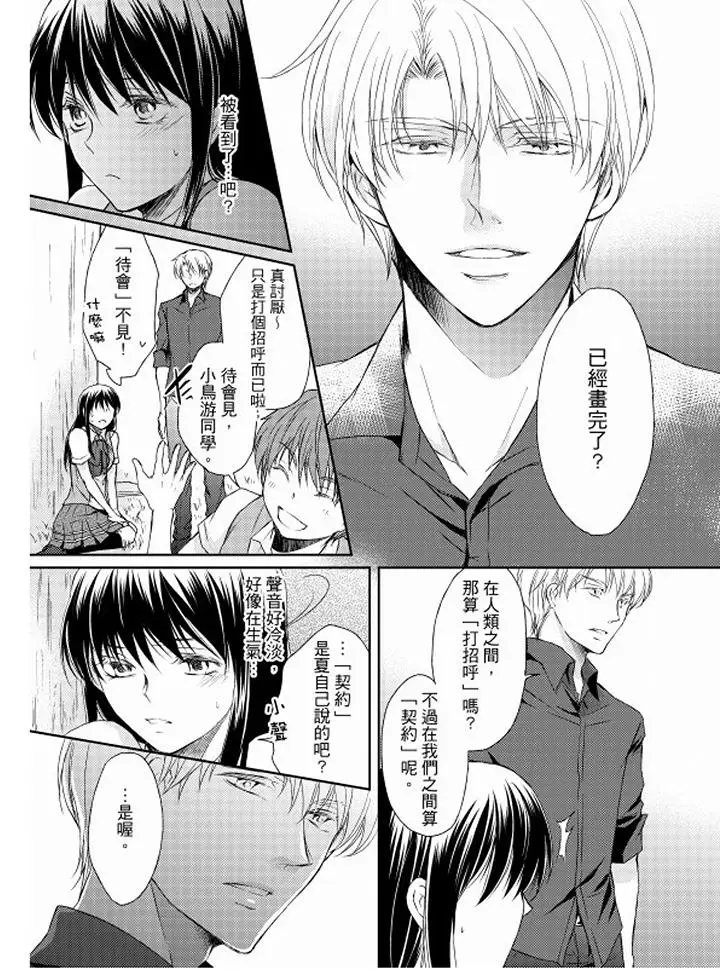 已經畫完了？
被看到了…吧？
真討厭～
只是打個招呼而已啦…
待會見，
小鳥游同學。
「待會」不見！
什麼嘛
在人類之間，
那算「打招呼」嗎？
不過在我們之間算
「契約」呢。
聲音好冷淡，
好像在生氣…
…「契約」
是夏自己說的吧？
小聲
…是喔。